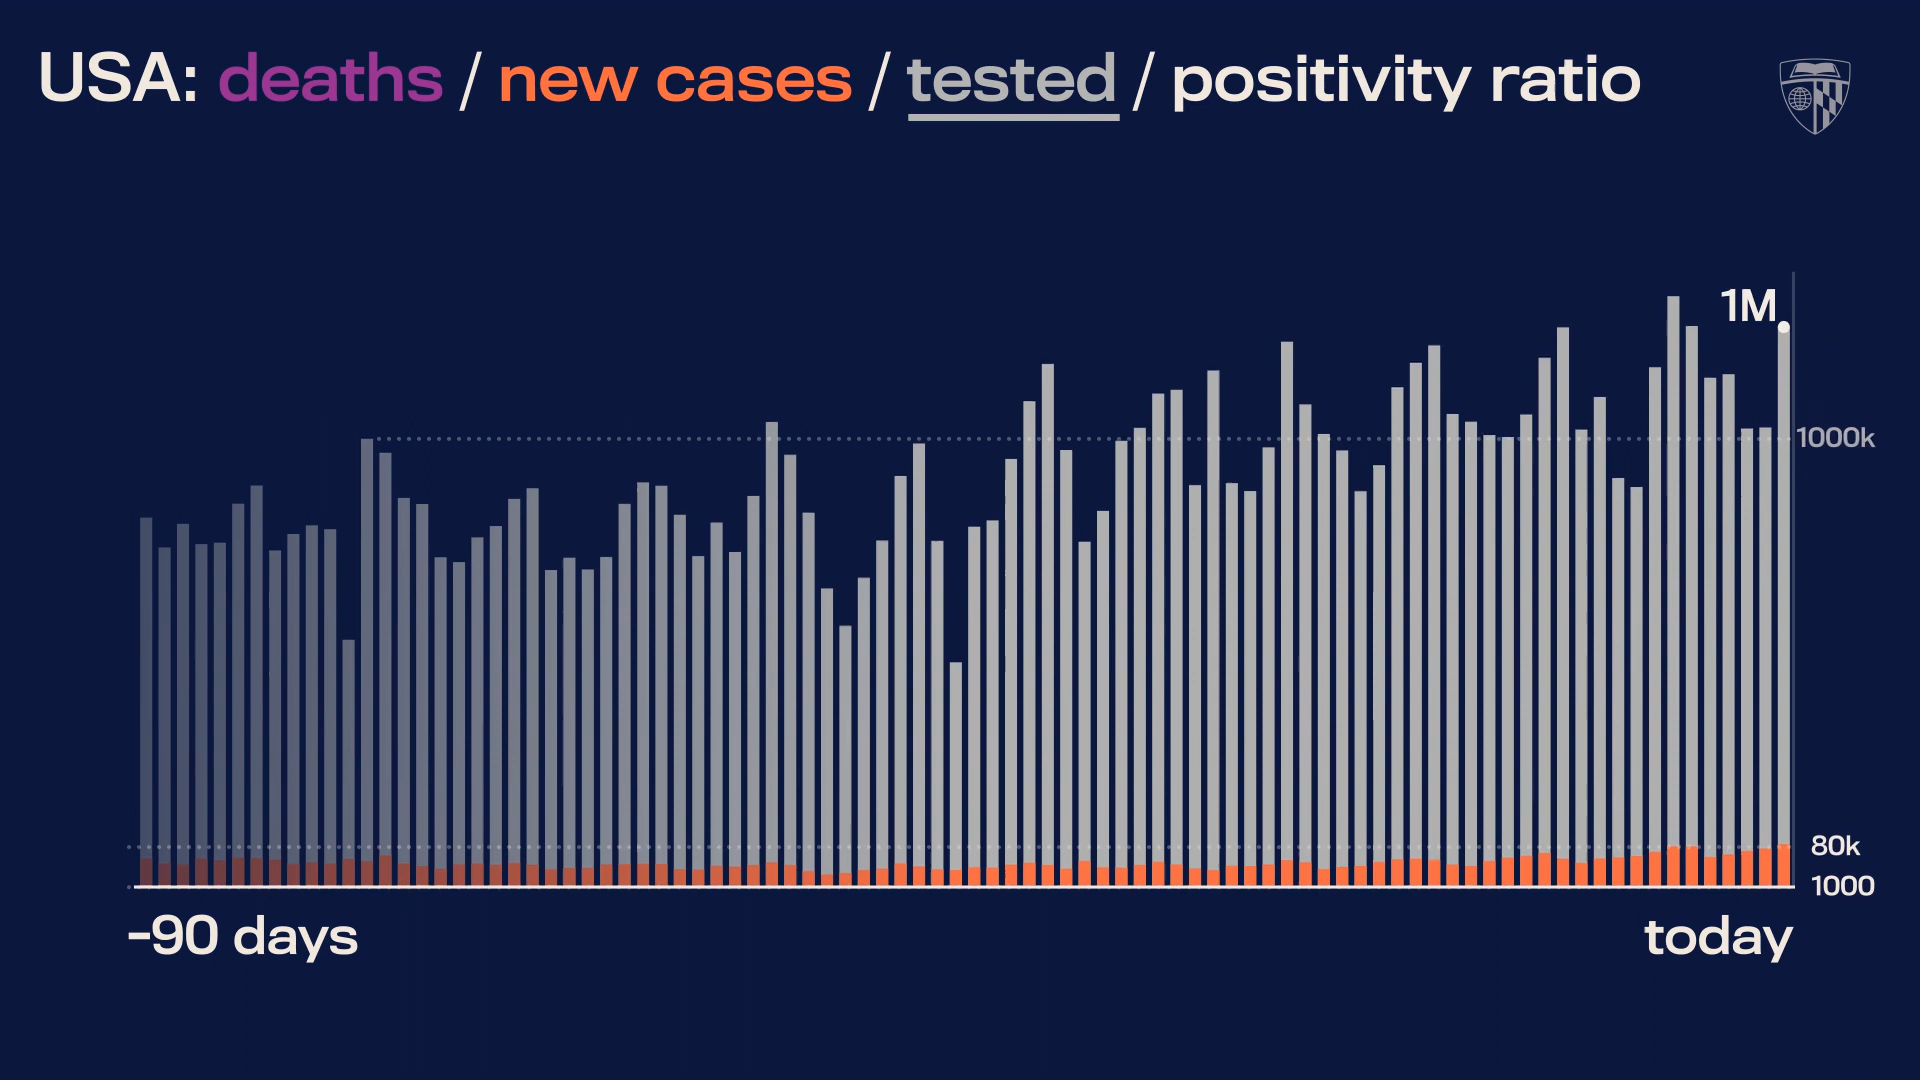 USA: deaths / new cases / tested / positivity ratio
1M
1000k
80k
1000
-90 days
today